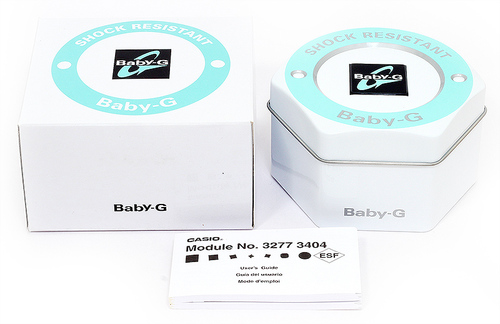 SHOCK RESISTANT
Baby-G
Baby-G
Baby-G
SHOCK RESISTANT
Baby-G
Baby-G
Baby-G
CASIO.
Module No. 3277 3404
ESF
User's Guide
Guía del usuario
Mode d'emploi